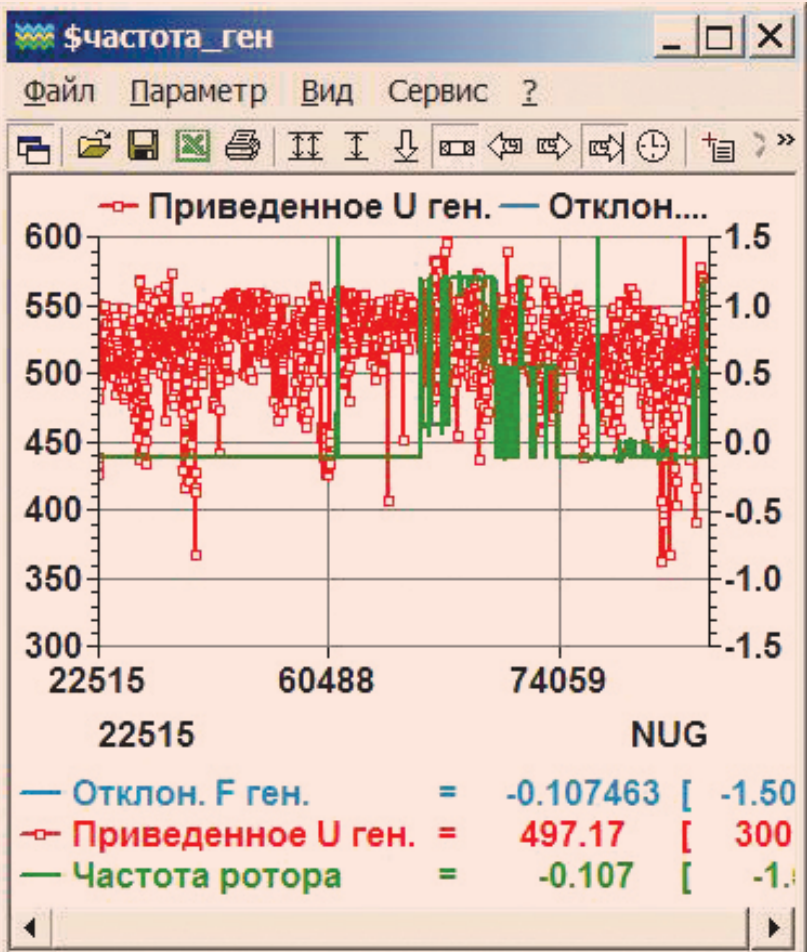 $частота_ген
Файл Параметр Вид Сервис ?
Приведенное U ген. Отклон....
600 1.5
550 1.0
500 0.5
450 0.0
400 -0.5
350 -1.0
300 -1.5
22515 60488 74059
22515 NUG
Отклон. F ген. = -0.107463 [ -1.50
Приведенное U ген. = 497.17 [ 300
Частота ротора = -0.107 [ -1.